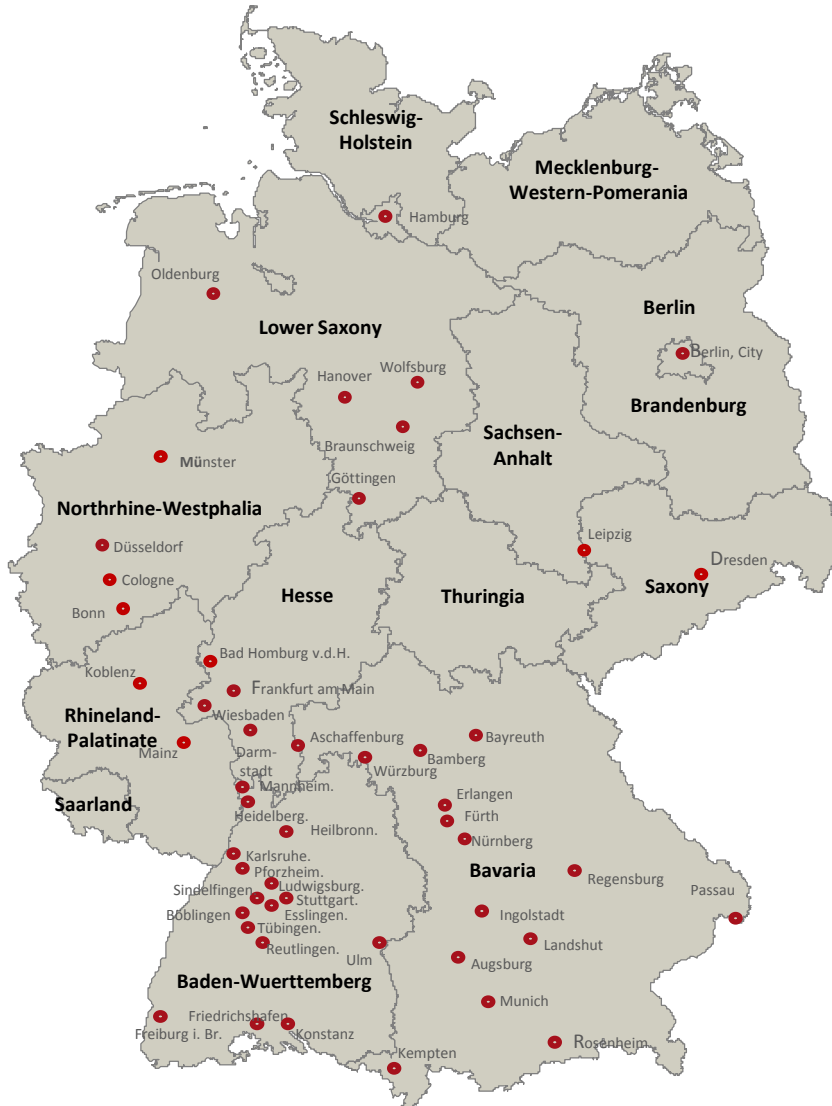 Schleswig-
Holstein
Mecklenburg-
Western-Pomerania
Hamburg
Oldenburg
Berlin
Lower Saxony
Berlin, City
Wolfsburg
Hanover
Brandenburg
Sachsen-
Anhalt
Braunschweig
Münster
Göttingen
Northrhine-Westphalia
Leipzig
Düsseldorf
Dresden
Cologne
Hesse
Thuringia
Saxony
Bonn
Bad Homburg v.d.H.
Koblenz
Frankfurt am Main
Rhineland-
Palatinate
Wiesbaden
Bayreuth
Aschaffenburg
Mainz
Darm-
stadt
Bamberg
Würzburg
Mannheim.
Saarland
Erlangen
Heidelberg.
Fürth
Heilbronn.
Nürnberg
Karlsruhe.
Bavaria
Pforzheim.
Regensburg
Ludwigsburg.
Sindelfingen
Stuttgart.
Passau
Böblingen
Esslingen.
Ingolstadt
Tübingen.
Landshut
Reutlingen.
Ulm
Augsburg
Baden-Wuerttemberg
Munich
Friedrichshafen
Freiburg i. Br.
Konstanz
Rosenheim
Kempten